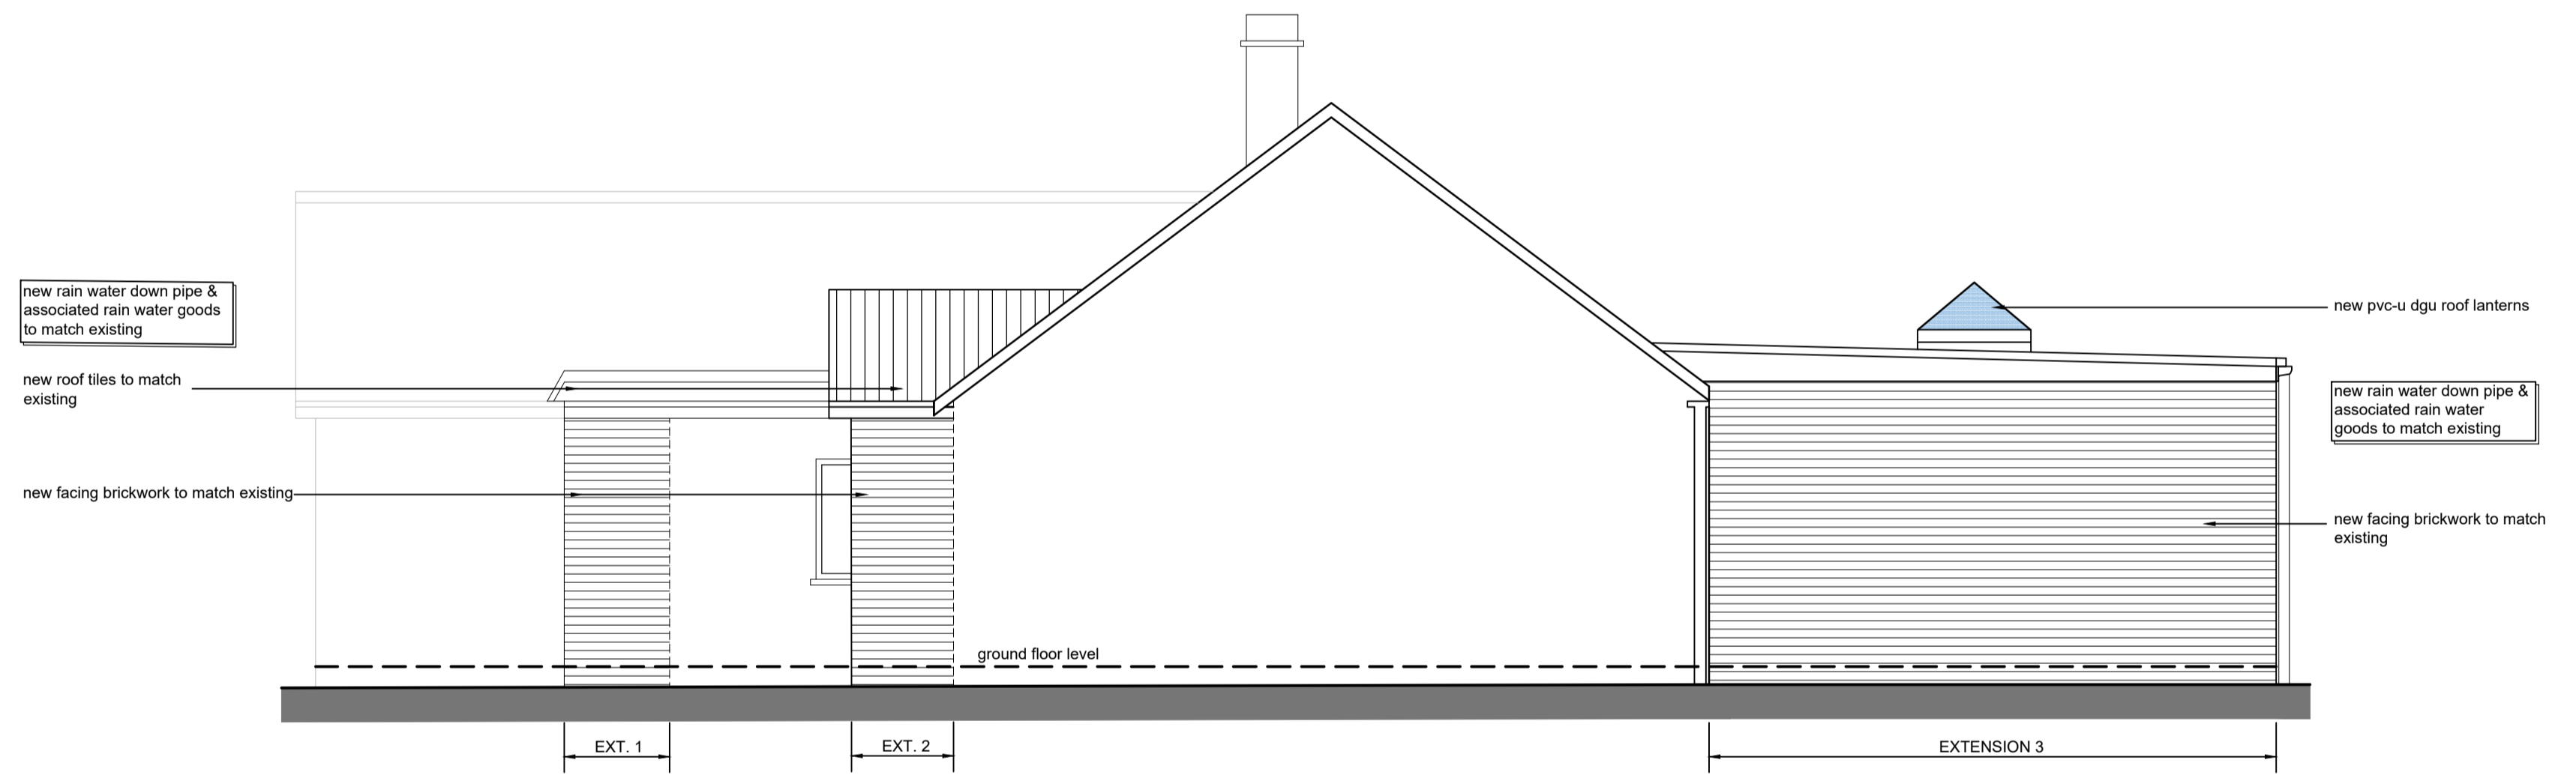 new rain water down pipe &
associated rain water goods
to match existing
new roof tiles to match
existing
new facing brickwork to match existing
ground floor level
new pvc-u dgu roof lanterns
new rain water down pipe &
associated rain water
goods to match existing
new facing brickwork to match
existing
EXT. 1
EXT. 2
EXTENSION 3